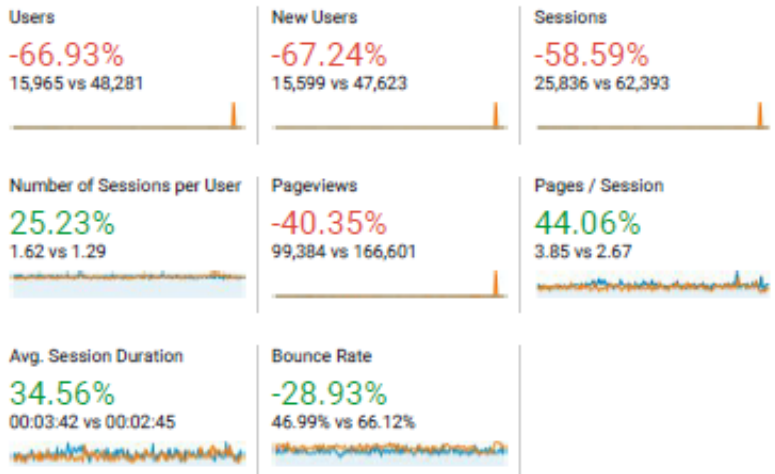 Users
-66.93%
15,965 vs 48,281
New Users
-67.24%
15,599 vs 47,623
Sessions
-58.59%
25,836 vs 62,393
Number of Sessions per User
25.23%
1.62 vs 1.29
Pageviews
-40.35%
99,384 vs 166,601
Pages / Session
44.06%
3.85 vs 2.67
Avg. Session Duration
34.56%
00:03:42 vs 00:02:45
Bounce Rate
-28.93%
46.99% vs 66.12%